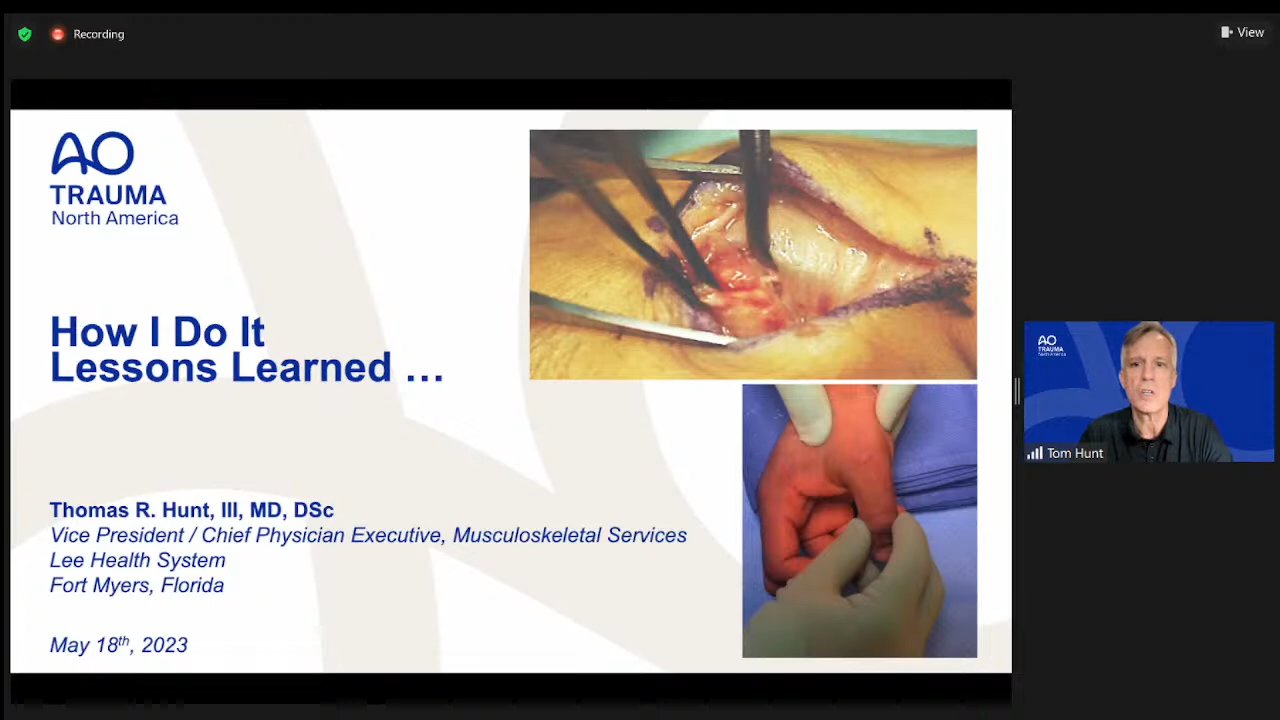 Recording
View
AO
TRAUMA
North America
How I Do It
Lessons Learned ...
Thomas R. Hunt, III, MD, DSc
Vice President / Chief Physician Executive, Musculoskeletal Services
Lee Health System
Fort Myers, Florida
May 18th, 2023
AO
TRAUMA
North America
Tom Hunt